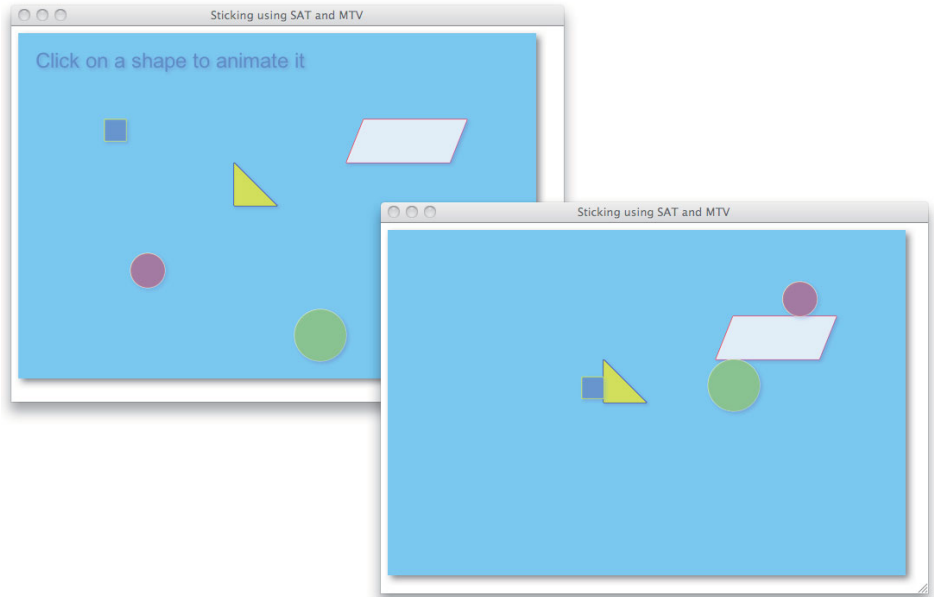 Sticking using SAT and MTV
Click on a shape to animate it
Sticking using SAT and MTV